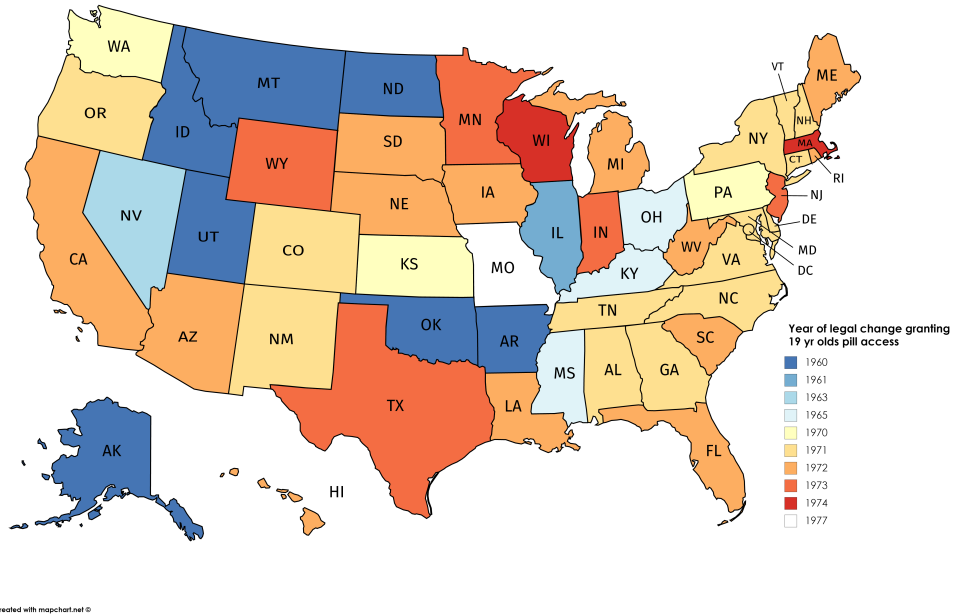 WA
OR
CA
NV
ID
MT
WY
UT
AZ
CO
NM
ND
SD
NE
KS
OK
TX
MN
IA
MO
AR
LA
WI
IL
MI
IN
OH
KY
TN
MS
AL
GA
FL
SC
NC
VA
WV
PA
NY
VT
NH
ME
MA
CT
RI
NJ
DE
MD
DC
AK
HI
Year of legal change granting
19 yr olds pill access
1960
1961
1963
1965
1970
1971
1972
1973
1974
1977
reated with mapchart.net ©